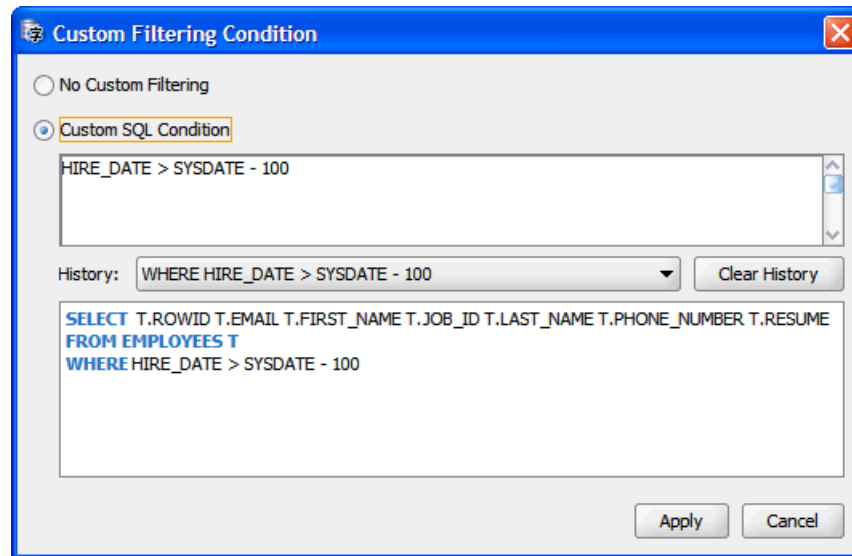 Custom Filtering Condition
No Custom Filtering
Custom SQL Condition
HIRE_DATE > SYSDATE - 100
History: WHERE HIRE_DATE > SYSDATE - 100 Clear History
SELECT T.ROWID T.EMAIL T.FIRST_NAME T.JOB_ID T.LAST_NAME T.PHONE_NUMBER T.RESUME
FROM EMPLOYEES T
WHERE HIRE_DATE > SYSDATE - 100
Apply Cancel